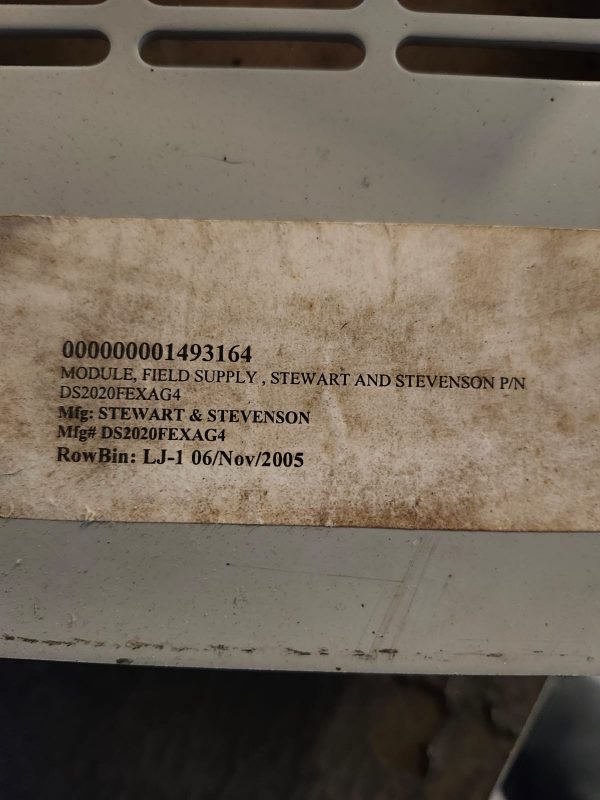 000000001493164
MODULE, FIELD SUPPLY , STEWART AND STEVENSON P/N
DS2020FEXAG4
Mfg: STEWART & STEVENSON
Mfg# DS2020FEXAG4
RowBin: LJ-1 06/Nov/2005